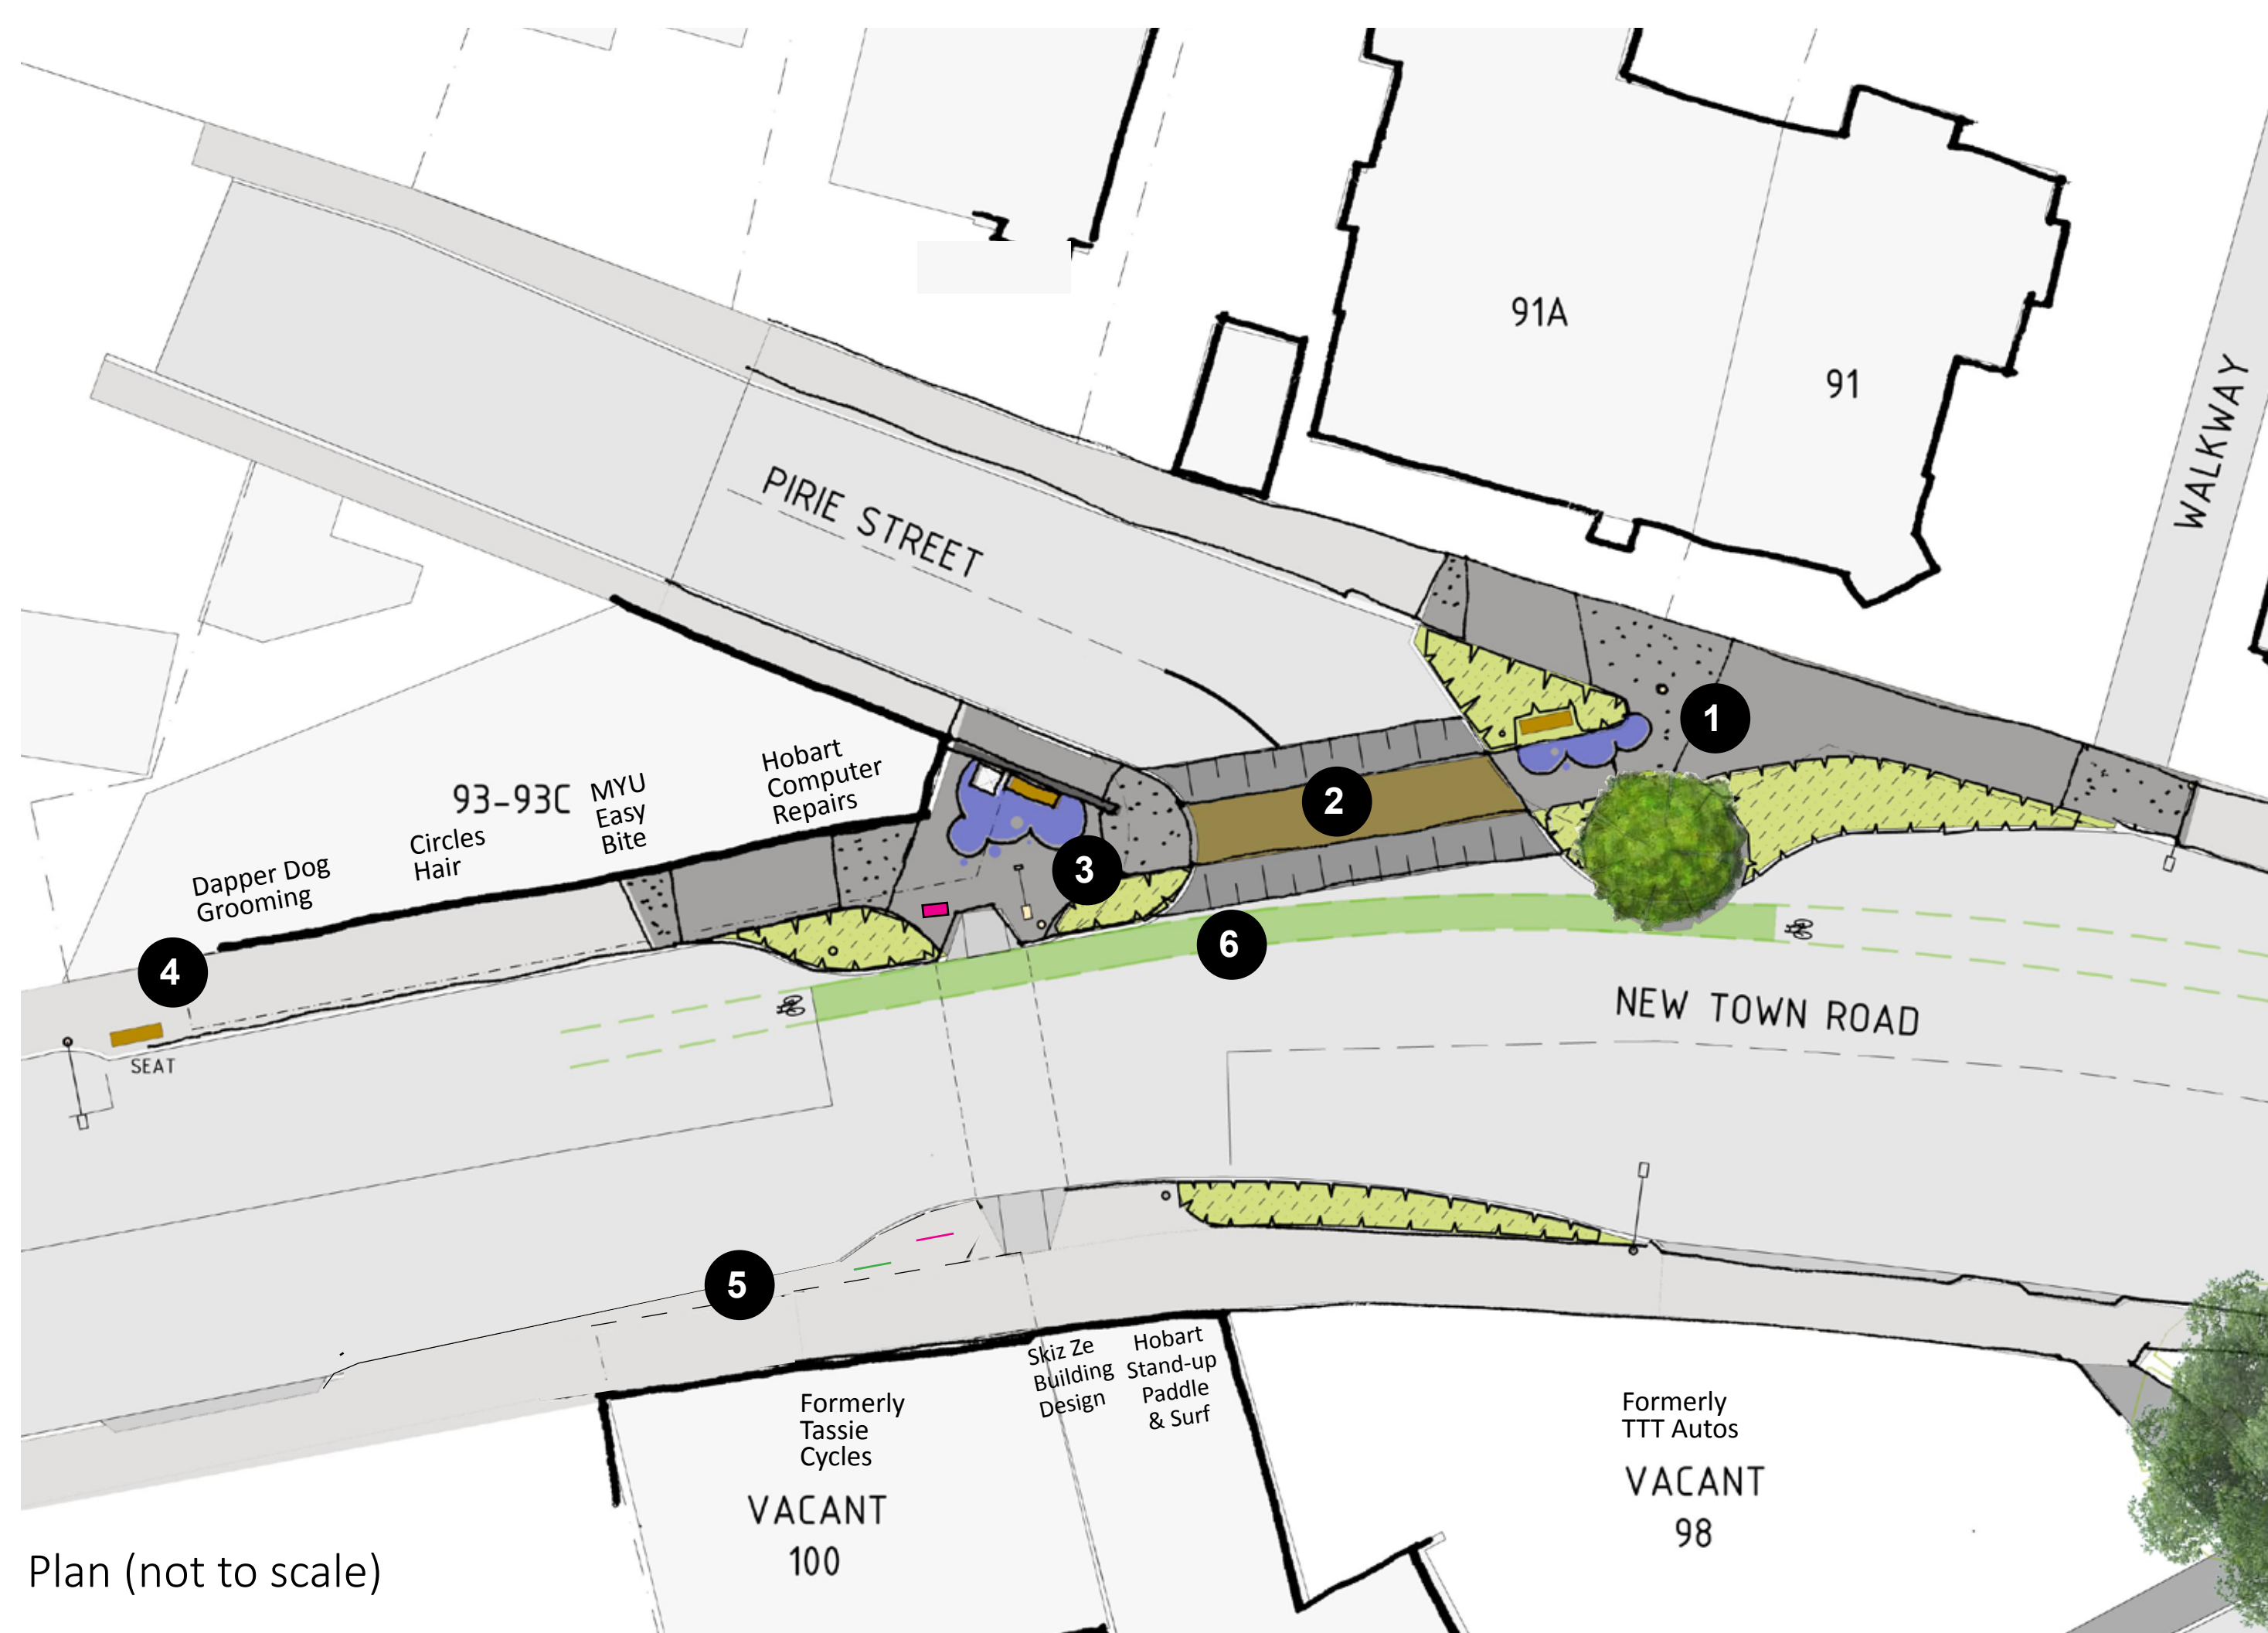 91A
91
WALKWAY
PIRIE STREET
1
2
3
Hobart
Computer
Repairs
MYU
Easy
Bite
93-93C
Circles
Hair
Dapper Dog
Grooming
4
SEAT
6
NEW TOWN ROAD
5
Skiz Ze
Building
Design
Hobart
Stand-up
Paddle
& Surf
Formerly
Tassie
Cycles
VACANT
100
Formerly
TTT Autos
VACANT
98
Plan (not to scale)